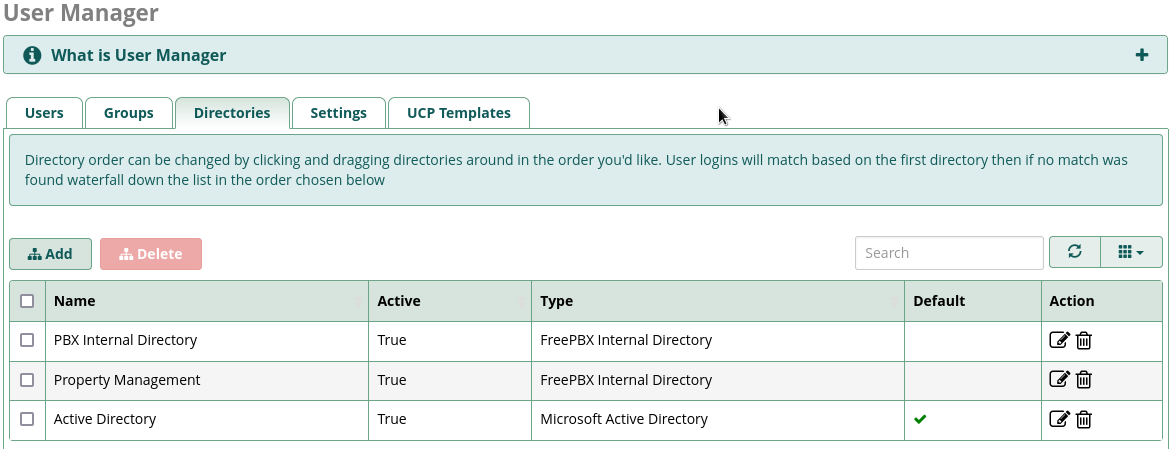 User Manager
What is User Manager
Users Groups Directories Settings UCP Templates
Directory order can be changed by clicking and dragging directories around in the order you'd like. User logins will match based on the first directory then if no match was
found waterfall down the list in the order chosen below
Add Delete Search
Name Active Type Default Action
PBX Internal Directory True FreePBX Internal Directory
Property Management True FreePBX Internal Directory
Active Directory True Microsoft Active Directory